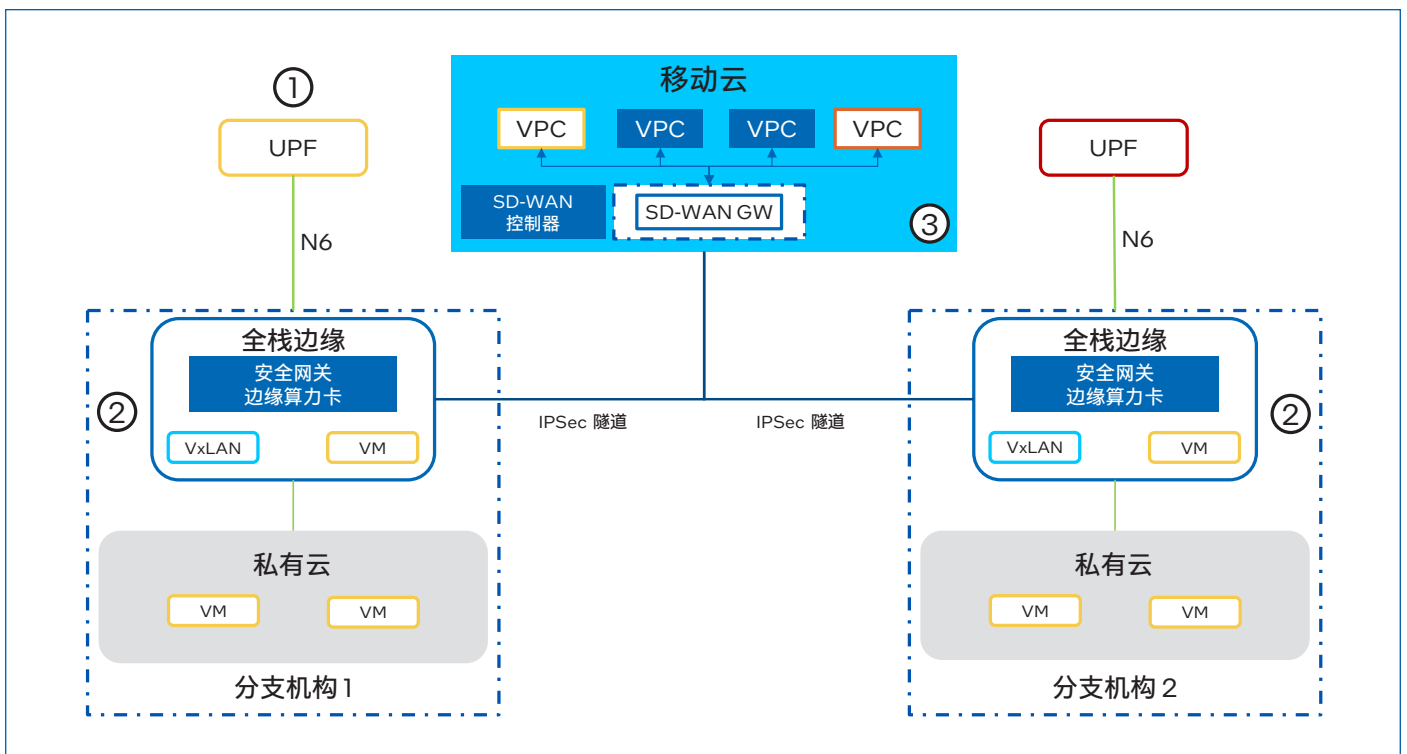 ①
UPF
N6
移动云
VPC
VPC
VPC
VPC
SD-WAN
控制器
SD-WAN GW
③
UPF
N6
全栈边缘
安全网关
边缘算力卡
②
VxLAN
VM
IPSec 隧道
IPSec 隧道
全栈边缘
安全网关
边缘算力卡
②
VxLAN
VM
私有云
VM
VM
分支机构 1
私有云
VM
VM
分支机构 2